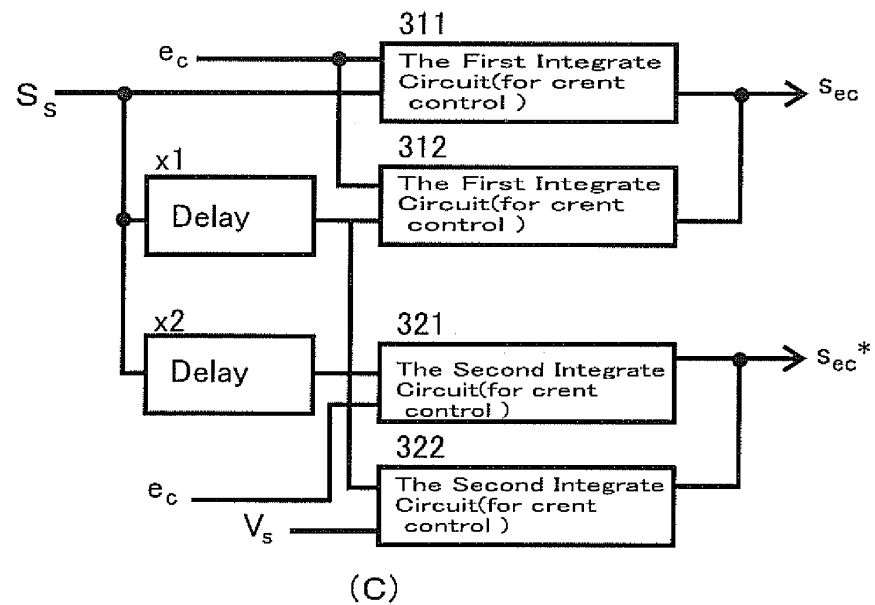 311
e_c
The First Integrate
Circuit(for crent
control )
S_s
s_ec
312
x1
The First Integrate
Circuit(for crent
control )
Delay
x2
321
Delay
The Second Integrate
Circuit(for crent
control )
s_ec*
322
e_c
The Second Integrate
Circuit(for crent
control )
V_s
(C)